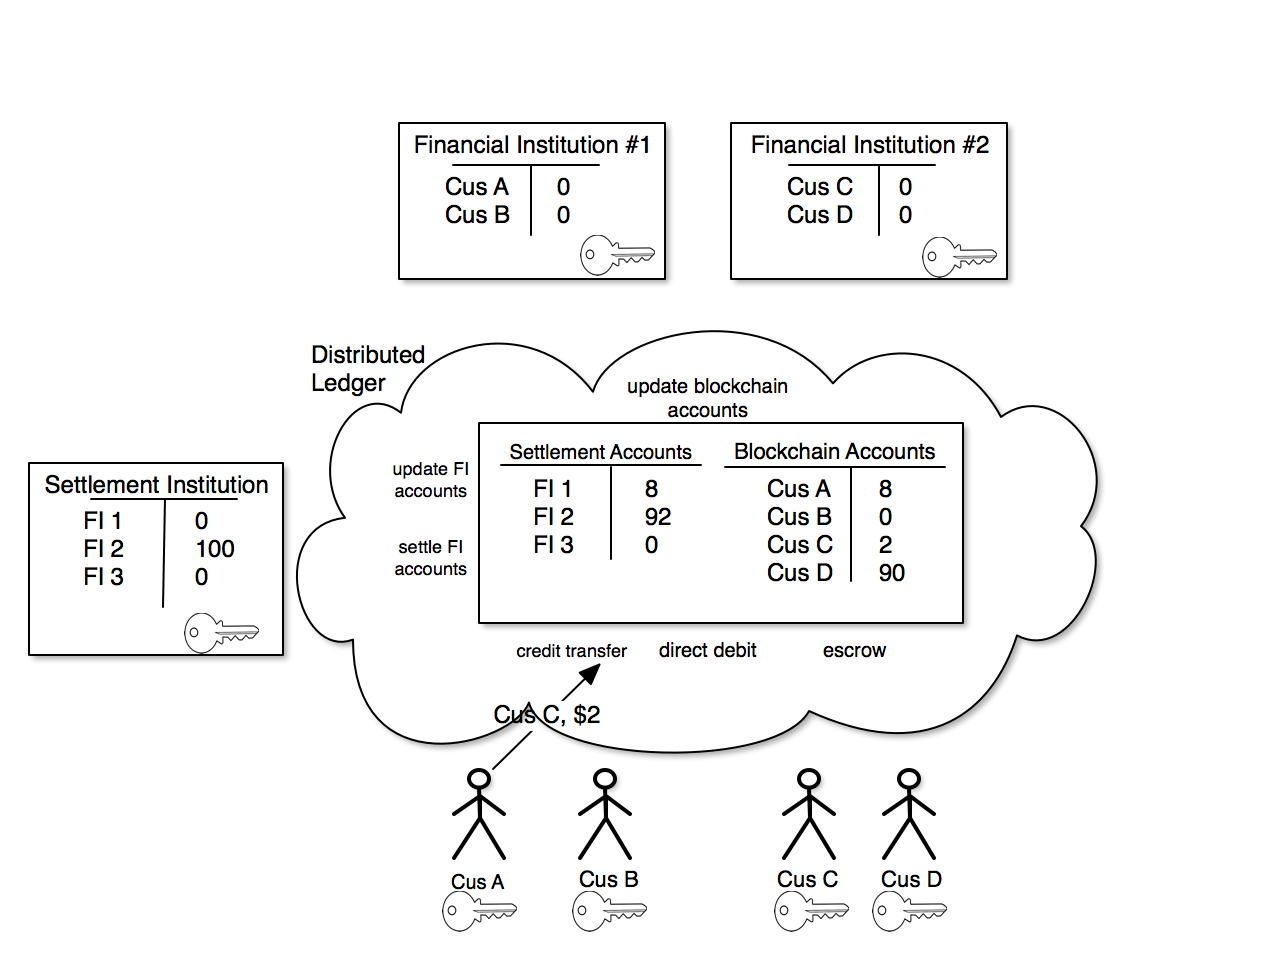 Financial Institution #1
Cus A 0
Cus B 0
Financial Institution #2
Cus C 0
Cus D 0
Distributed
Ledger
update blockchain
accounts
Settlement Institution
FI 1 0
FI 2 100
FI 3 0
update FI
accounts
settle FI
accounts
Settlement Accounts
FI 1 8
FI 2 92
FI 3 0
Blockchain Accounts
Cus A 8
Cus B 0
Cus C 2
Cus D 90
credit transfer
direct debit
escrow
Cus C, $2
Cus A
Cus B
Cus C
Cus D